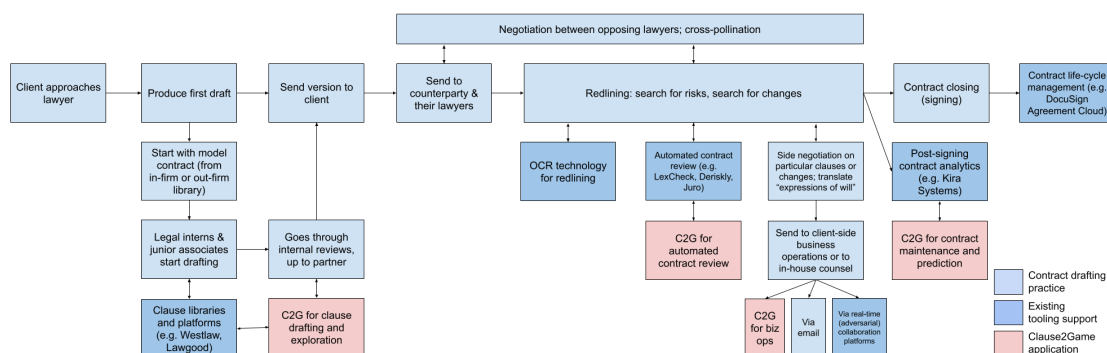 Negotiation between opposing lawyers; cross-pollination
Client approaches
lawyer
Produce first draft
Send version to
client
Send to
counterparty &
their lawyers
Redlining: search for risks, search for changes
Contract closing
(signing)
Contract life-cycle
management (e.g.
DocuSign
Agreement Cloud)
Start with model
contract (from
in-firm or out-firm
library)
OCR technology
for redlining
Automated contract
review (e.g.
LexCheck, Deriskly,
Juro)
Side negotiation on
particular clauses or
changes; translate
“expressions of will”
Post-signing
contract analytics
(e.g. Kira
Systems)
Legal interns &
junior associates
start drafting
Goes through
internal reviews,
up to partner
C2G for
automated
contract review
Send to client-side
business
operations or to
in-house counsel
C2G for contract
maintenance and
prediction
Clause libraries
and platforms
(e.g. Westlaw,
Lawgood)
C2G for clause
drafting and
exploration
C2G
for biz
ops
Via
email
Via real-time
(adversarial)
collaboration
platforms
Contract drafting
practice
Existing
tooling support
Clause2Game
application